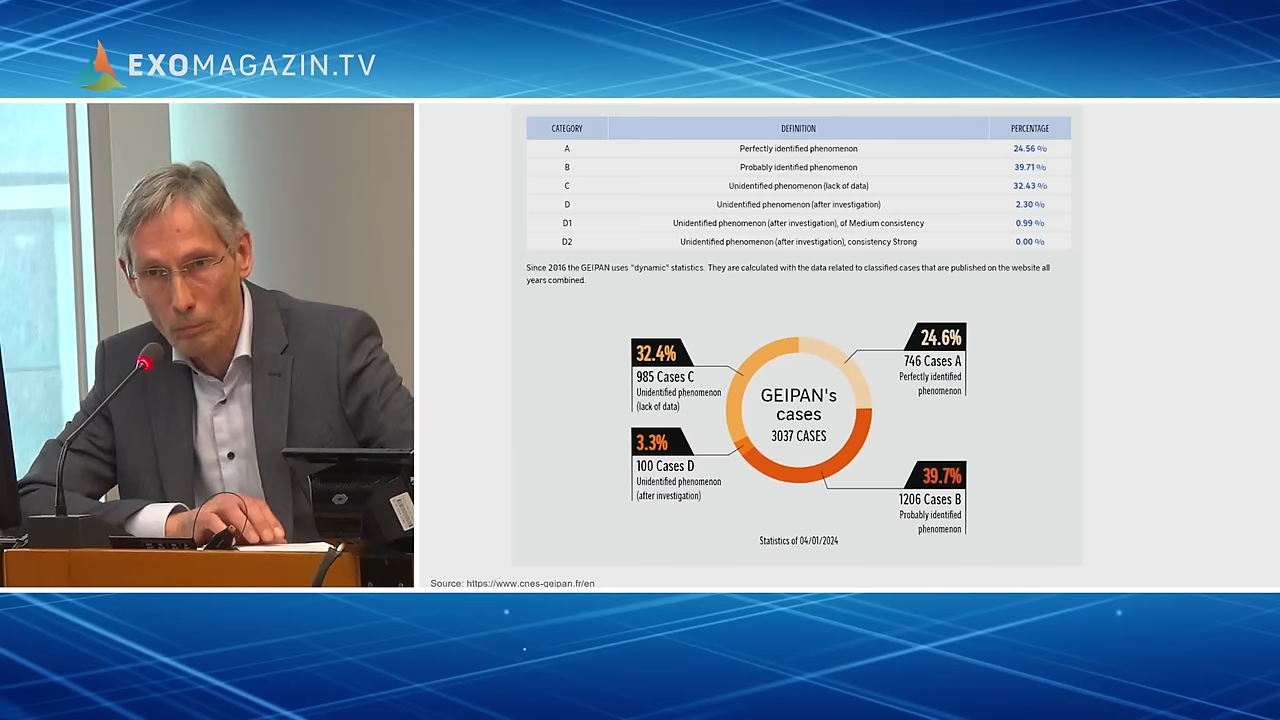 EXOMAGAZIN.TV
CATEGORY DEFINITION PERCENTAGE
A Perfectly identified phenomenon 24.56 %
B Probably identified phenomenon 39.71 %
C Unidentified phenomenon (lack of data) 32.43 %
D Unidentified phenomenon (after investigation) 2.30 %
D1 Unidentified phenomenon (after investigation), of Medium consistency 0.99 %
D2 Unidentified phenomenon (after investigation), consistency Strong 0.00 %
Since 2016 the GEIPAN uses "dynamic" statistics. They are calculated with the data related to classified cases that are published on the website all
years combined.
32.4%
985 Cases C
Unidentified phenomenon
(lack of data)
3.3%
100 Cases D
Unidentified phenomenon
(after investigation)
GEIPAN's
cases
3037 CASES
24.6%
746 Cases A
Perfectly identified
phenomenon
39.7%
1206 Cases B
Probably identified
phenomenon
Statistics of 04/01/2024
Source: https://www.cnes-geipan.fr/en